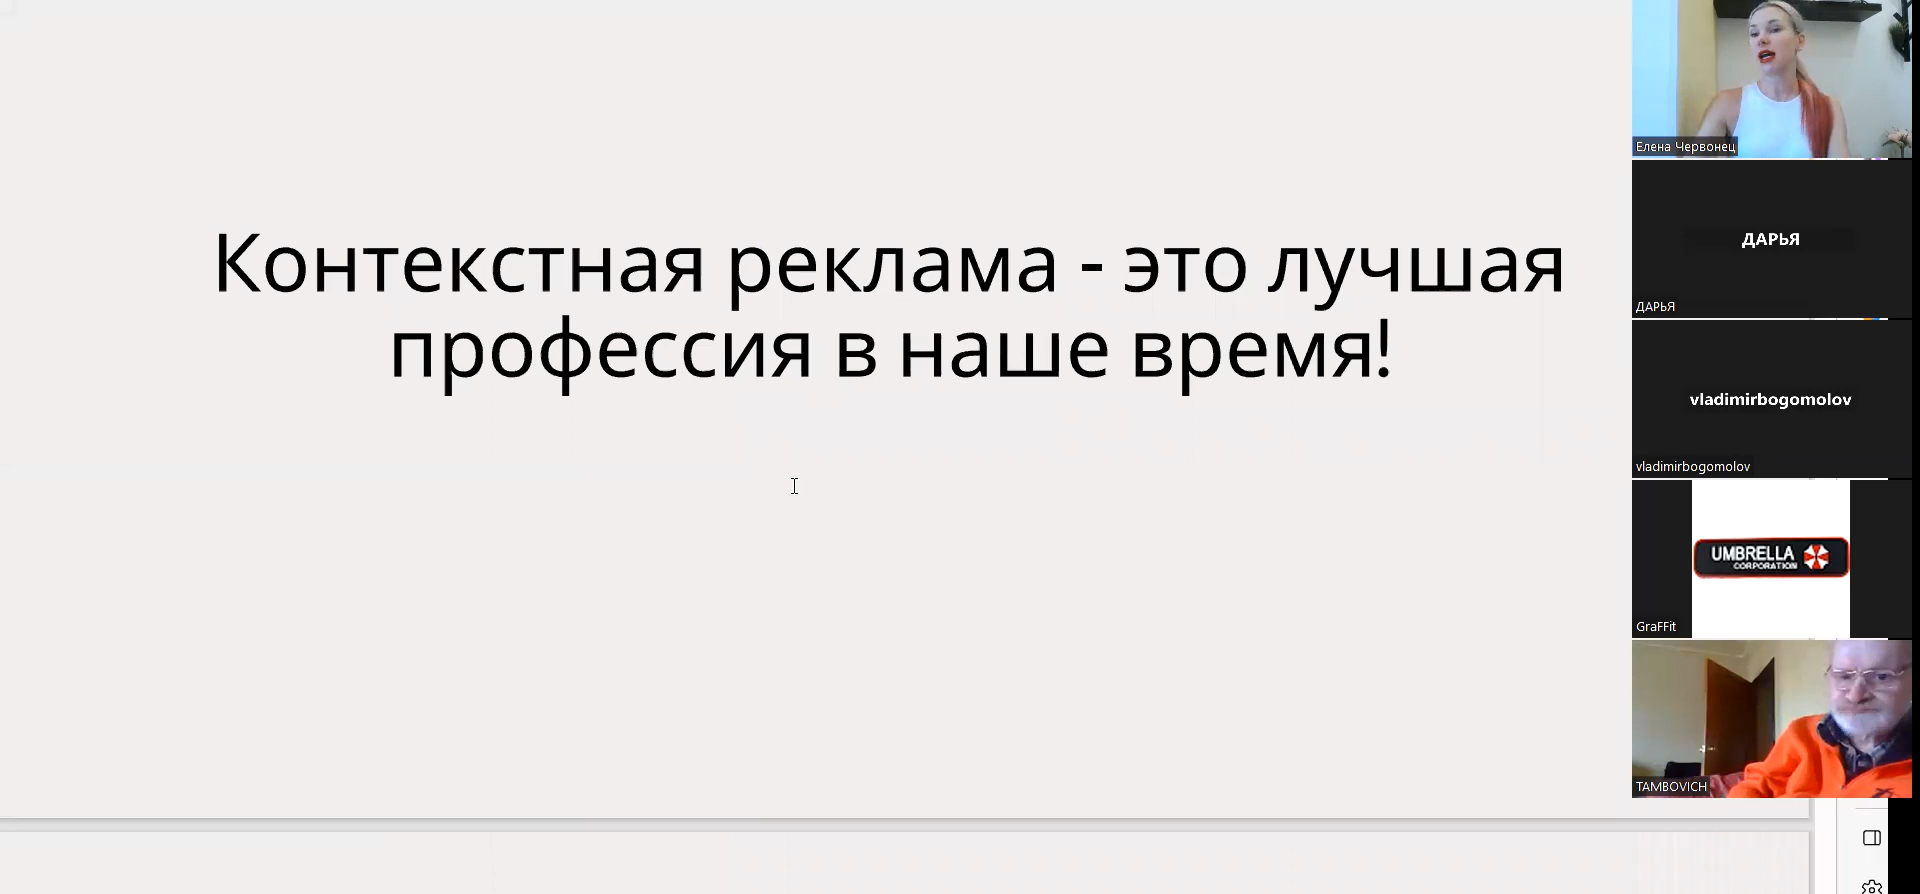 Контекстная реклама - это лучшая
профессия в наше время!
Елена Червонец
ДАРЬЯ
ДАРЬЯ
vladimirbogomolov
vladimirbogomolov
UMBRELLA
CORPORATION
GraFFit
TAMBOVICH